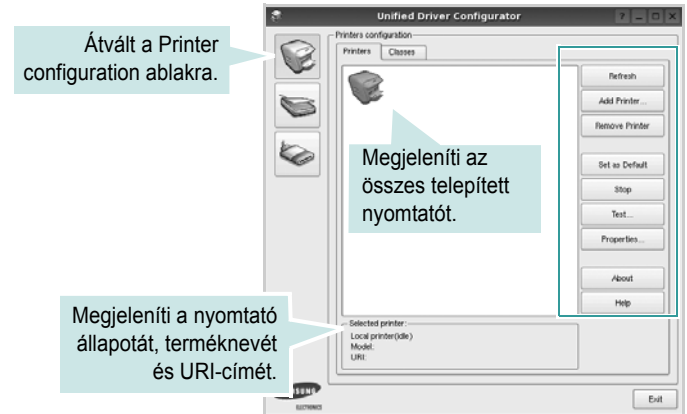 Unified Driver Configurator
Átvált a Printer
configuration ablakra.
Printers configuration
Printers
Classes
Refresh
Add Printer...
Remove Printer
Set as Default
Stop
Test...
Properties...
About
Help
Megjeleníti az
összes telepített
nyomtatót.
Megjeleníti a nyomtató
állapotát, terméknevét
és URI-címét.
Selected printer:
Local printer(idle)
Model:
URI:
ELECTRONICS
Exit